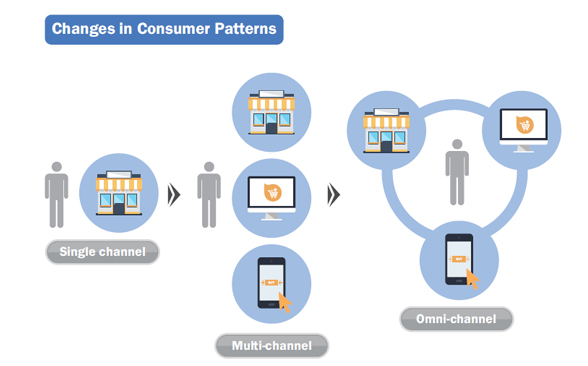 Changes in Consumer Patterns
Single channel
Multi-channel
Omni-channel